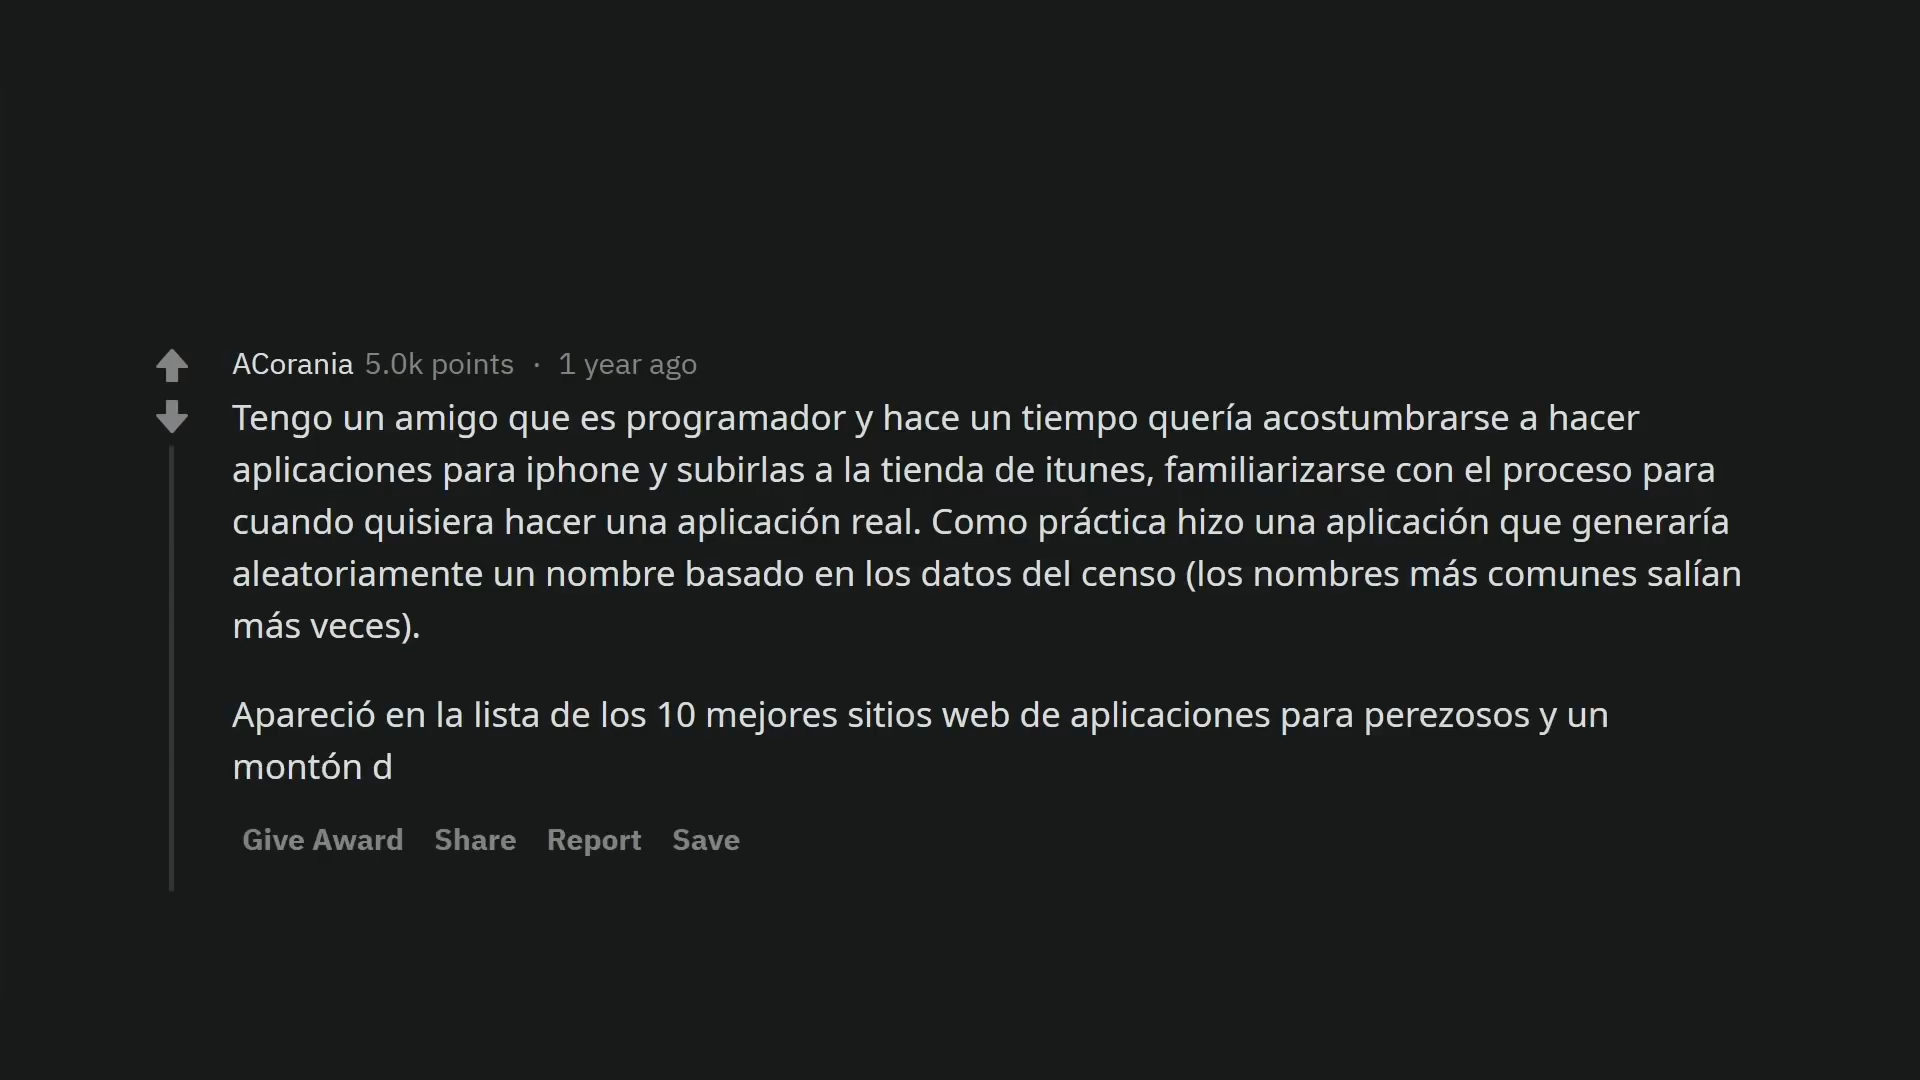 ACorania 5.0k points · 1 year ago
Tengo un amigo que es programador y hace un tiempo quería acostumbrarse a hacer
aplicaciones para iphone y subirlas a la tienda de itunes, familiarizarse con el proceso para
cuando quisiera hacer una aplicación real. Como práctica hizo una aplicación que generaría
aleatoriamente un nombre basado en los datos del censo (los nombres más comunes salían
más veces).
Apareció en la lista de los 10 mejores sitios web de aplicaciones para perezosos y un
montón d
Give Award Share Report Save